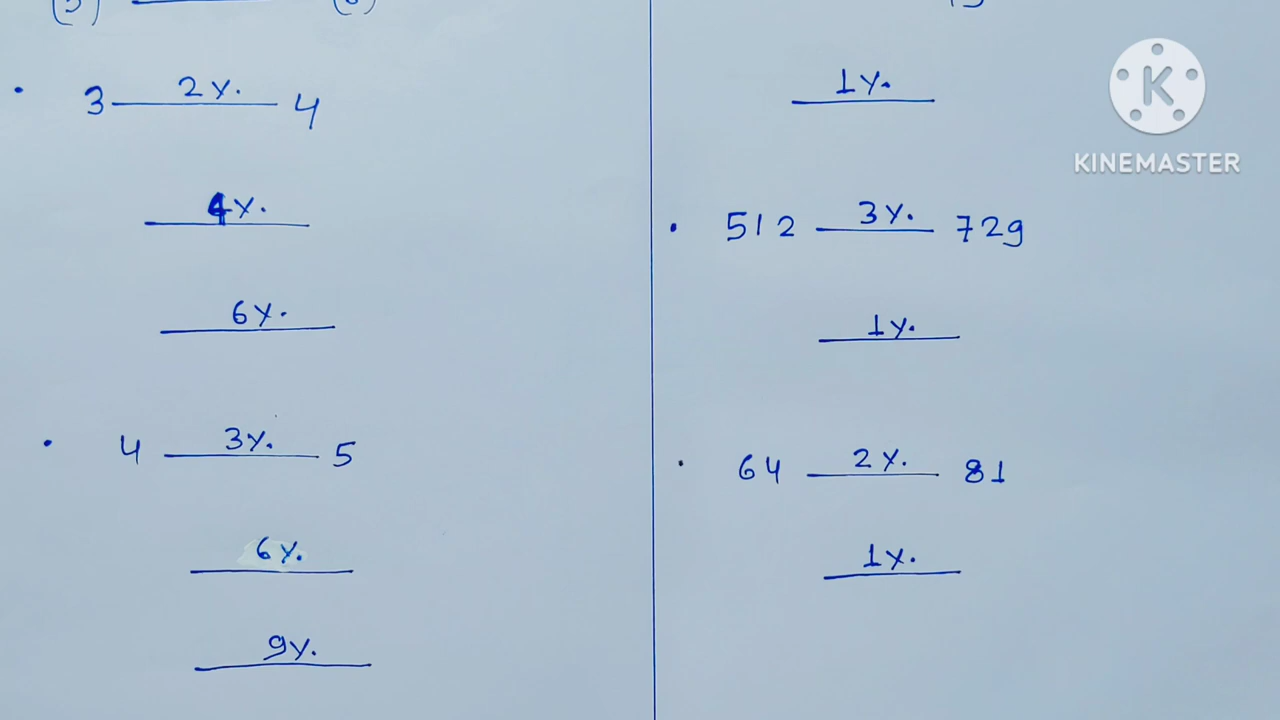 3 2y. 4
4y.
6y.
4 3y. 5
6y.
9y.
1y.
512 3y. 729
1y.
64 2y. 81
1y.
KINEMASTER